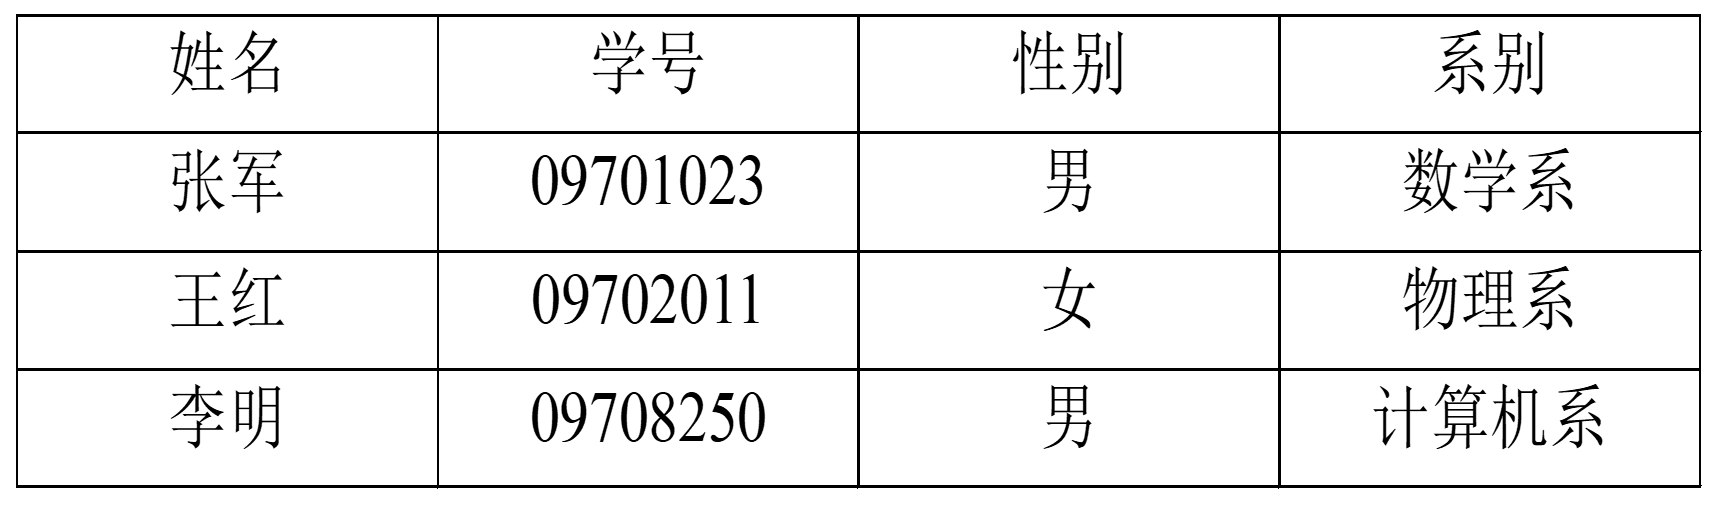 姓名 学号 性别 系别
张军 09701023 男 数学系
王红 09702011 女 物理系
李明 09708250 男 计算机系